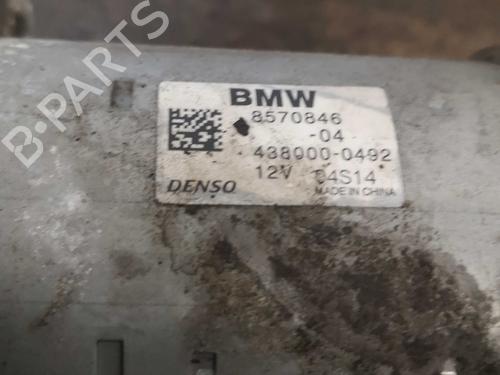 BMW
8570846
-04
438000-0492
12V 04S14
DENSO MADE IN CHINA
B-PARTS